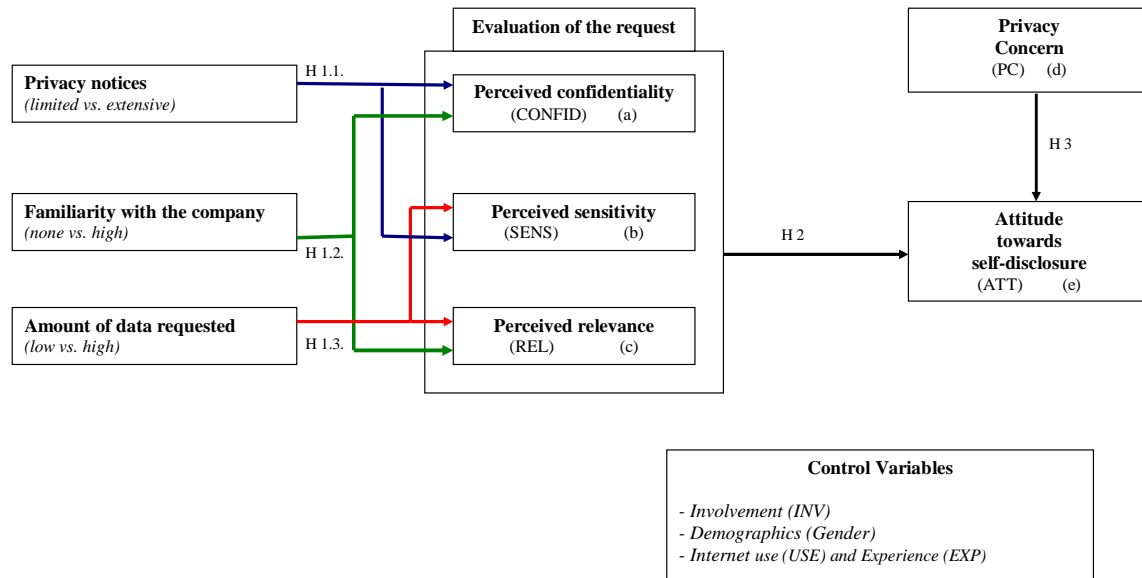 Evaluation of the request
Privacy
Concern
(PC) (d)
H 1.1.
Privacy notices
(limited vs. extensive)
Perceived confidentiality
(CONFID) (a)
H 3
Familiarity with the company
(none vs. high)
H 1.2.
Perceived sensitivity
(SENS) (b)
H 2
Attitude
towards
self-disclosure
(ATT) (e)
Amount of data requested
(low vs. high)
H 1.3.
Perceived relevance
(REL) (c)
Control Variables
- Involvement (INV)
- Demographics (Gender)
- Internet use (USE) and Experience (EXP)